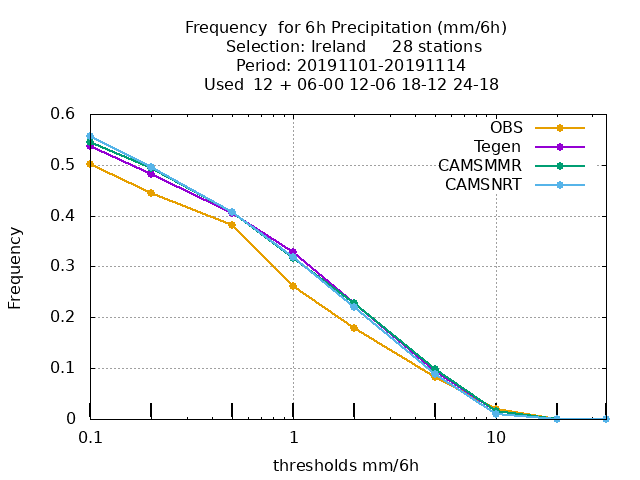 Frequency  for 6h Precipitation (mm/6h)
Selection: Ireland     28 stations
Period: 20191101-20191114
Used  12 + 06-00 12-06 18-12 24-18
OBS
Tegen
CAMSMMR
CAMSNRT
0.6
0.5
0.4
0.3
0.2
0.1
0
Frequency
0.1 1 10
thresholds mm/6h